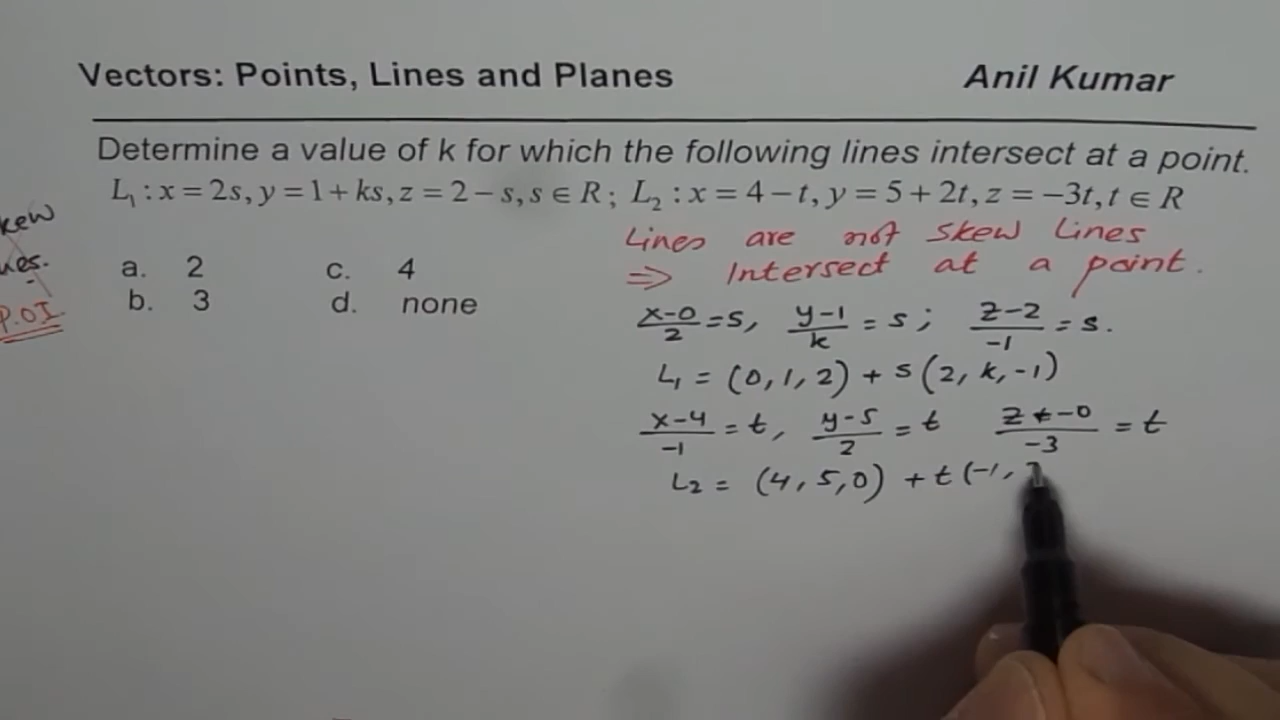 Vectors: Points, Lines and Planes Anil Kumar
Determine a value of k for which the following lines intersect at a point.
L₁ : x = 2s, y = 1 + ks, z = 2 − s, s ∈ R ; L₂ : x = 4 − t, y = 5 + 2t, z = −3t, t ∈ R
P.O.I.
a. 2 c. 4
b. 3 d. none
Lines are not skew Lines
⇒ Intersect at a point.
(x-0)/2 = s, (y-1)/k = s ; (z-2)/-1 = s.
L₁ = (0, 1, 2) + s(2, k, -1)
(x-4)/-1 = t, (y-5)/2 = t (z-0)/-3 = t
L₂ = (4, 5, 0) + t(-1,